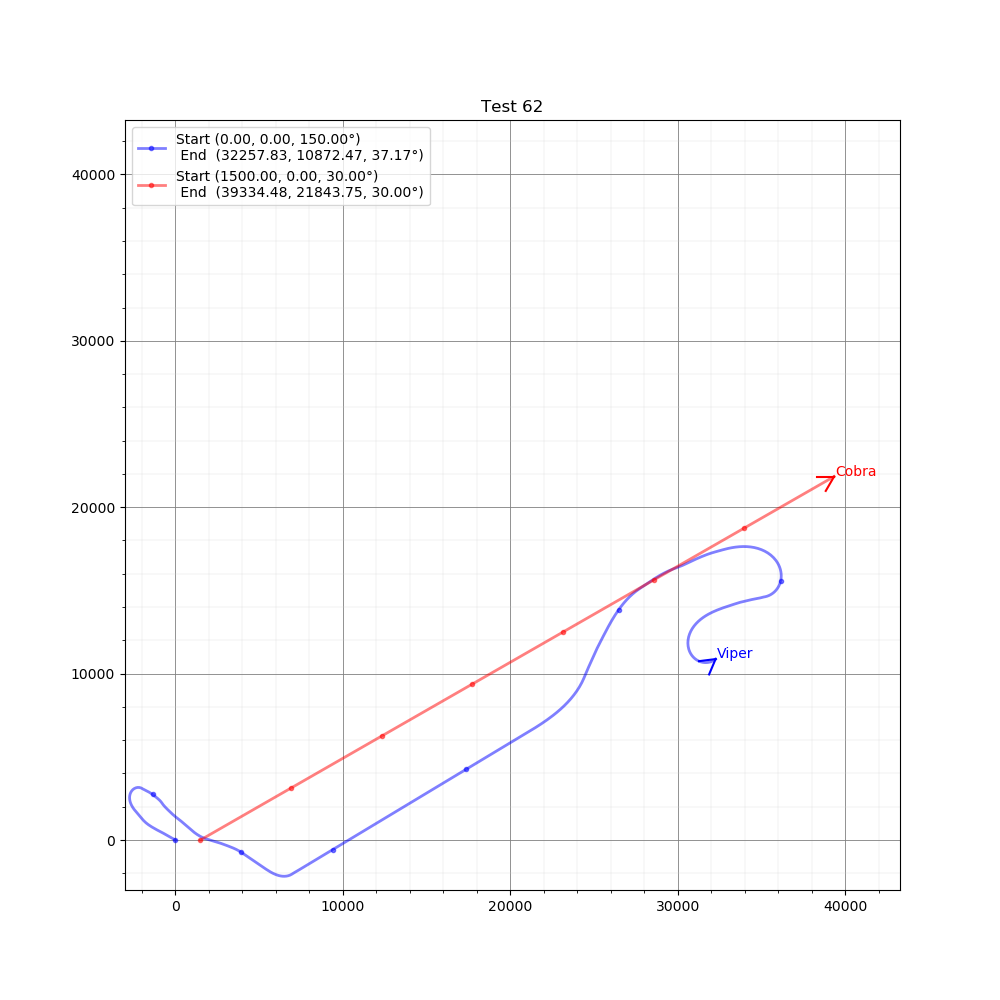 Test 62
Start (0.00, 0.00, 150.00°)
End  (32257.83, 10872.47, 37.17°)
Start (1500.00, 0.00, 30.00°)
End  (39334.48, 21843.75, 30.00°)
40000
30000
20000
10000
0
Cobra
Viper
0
10000
20000
30000
40000